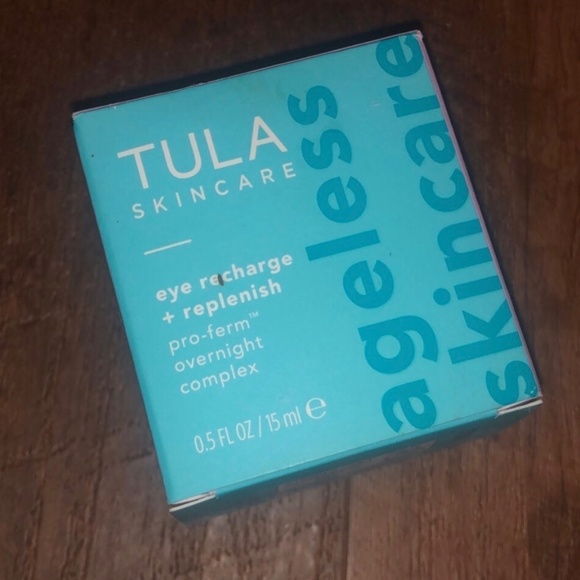 TULA
SKINCARE
eye recharge
+ replenish
pro-ferm™
overnight
complex
0.5 FL OZ / 15 ml ℮
ageless
skincare